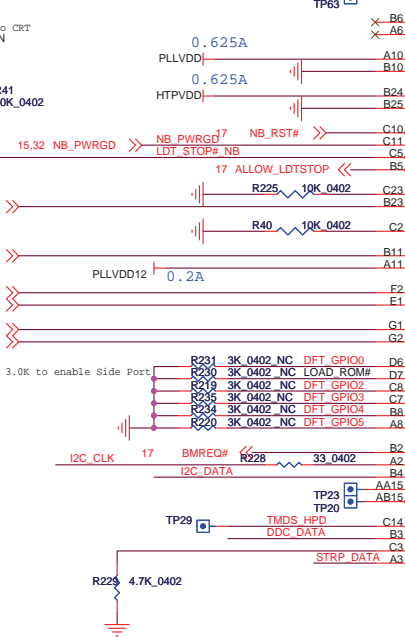 TP63
o CRT
N
B6
A6
0.625A
PLLVDD
A10
B10
0.625A
R41
0K_0402
HTPVDD
B24
B25
17 NB_RST#
C10
15,32 NB_PWRGD
NB_PWRGD
C11
LDT_STOP#_NB
C5
17 ALLOW_LDTSTOP
B5
R225 10K_0402
C23
B23
R40 10K_0402
C2
B11
PLLVDD12
A11
0.2A
F2
E1
G1
G2
3.0K to enable Side Port
R231 3K_0402_NC DFT_GPIO0 D6
R230 3K_0402_NC LOAD_ROM# D7
R219 3K_0402_NC DFT_GPIO2 C8
R235 3K_0402_NC DFT_GPIO3 C7
R234 3K_0402_NC DFT_GPIO4 B8
R220 3K_0402_NC DFT_GPIO5 A8
17 BMREQ# B2
I2C_CLK R228 33_0402 A2
I2C_DATA B4
AA15
TP23
AB15
TP20
TP29 TMDS_HPD C14
DDC_DATA B3
C3
STRP_DATA A3
R229 4.7K_0402